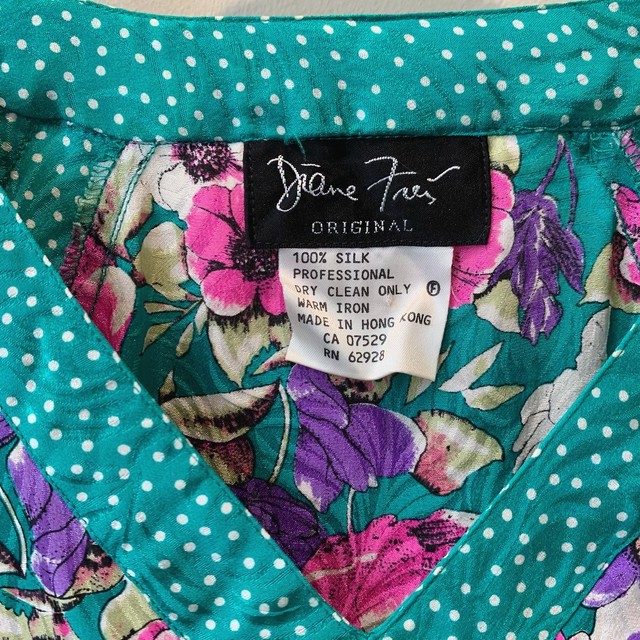 Diane Freis
ORIGINAL
100% SILK
PROFESSIONAL
DRY CLEAN ONLY Ⓕ
WARM IRON
MADE IN HONG KONG
CA 07529
RN 62928